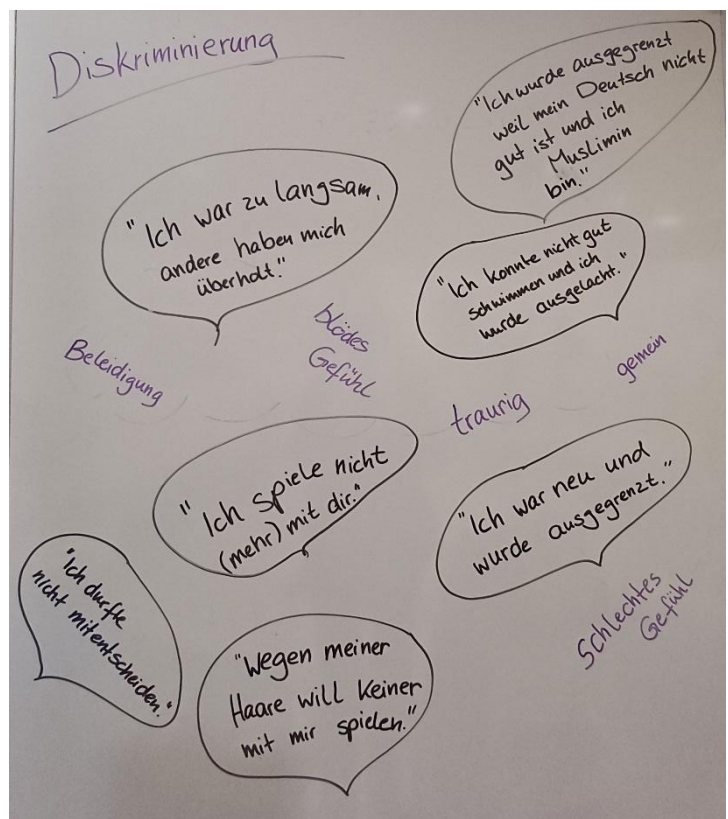 Diskriminierung
"Ich wurde ausgegrenzt
weil mein Deutsch nicht
gut ist und ich
Muslimin
bin."
"Ich war zu langsam,
andere haben mich
überholt."
"Ich konnte nicht gut
schwimmen und ich
wurde ausgelacht."
Beleidigung
blödes
Gefühl
traurig
gemein
"Ich spiele nicht
(mehr) mit dir."
"Ich war neu und
wurde ausgegrenzt."
"Ich durfte
nicht mitentscheiden."
Schlechtes
Gefühl
"Wegen meiner
Haare will keiner
mit mir spielen."